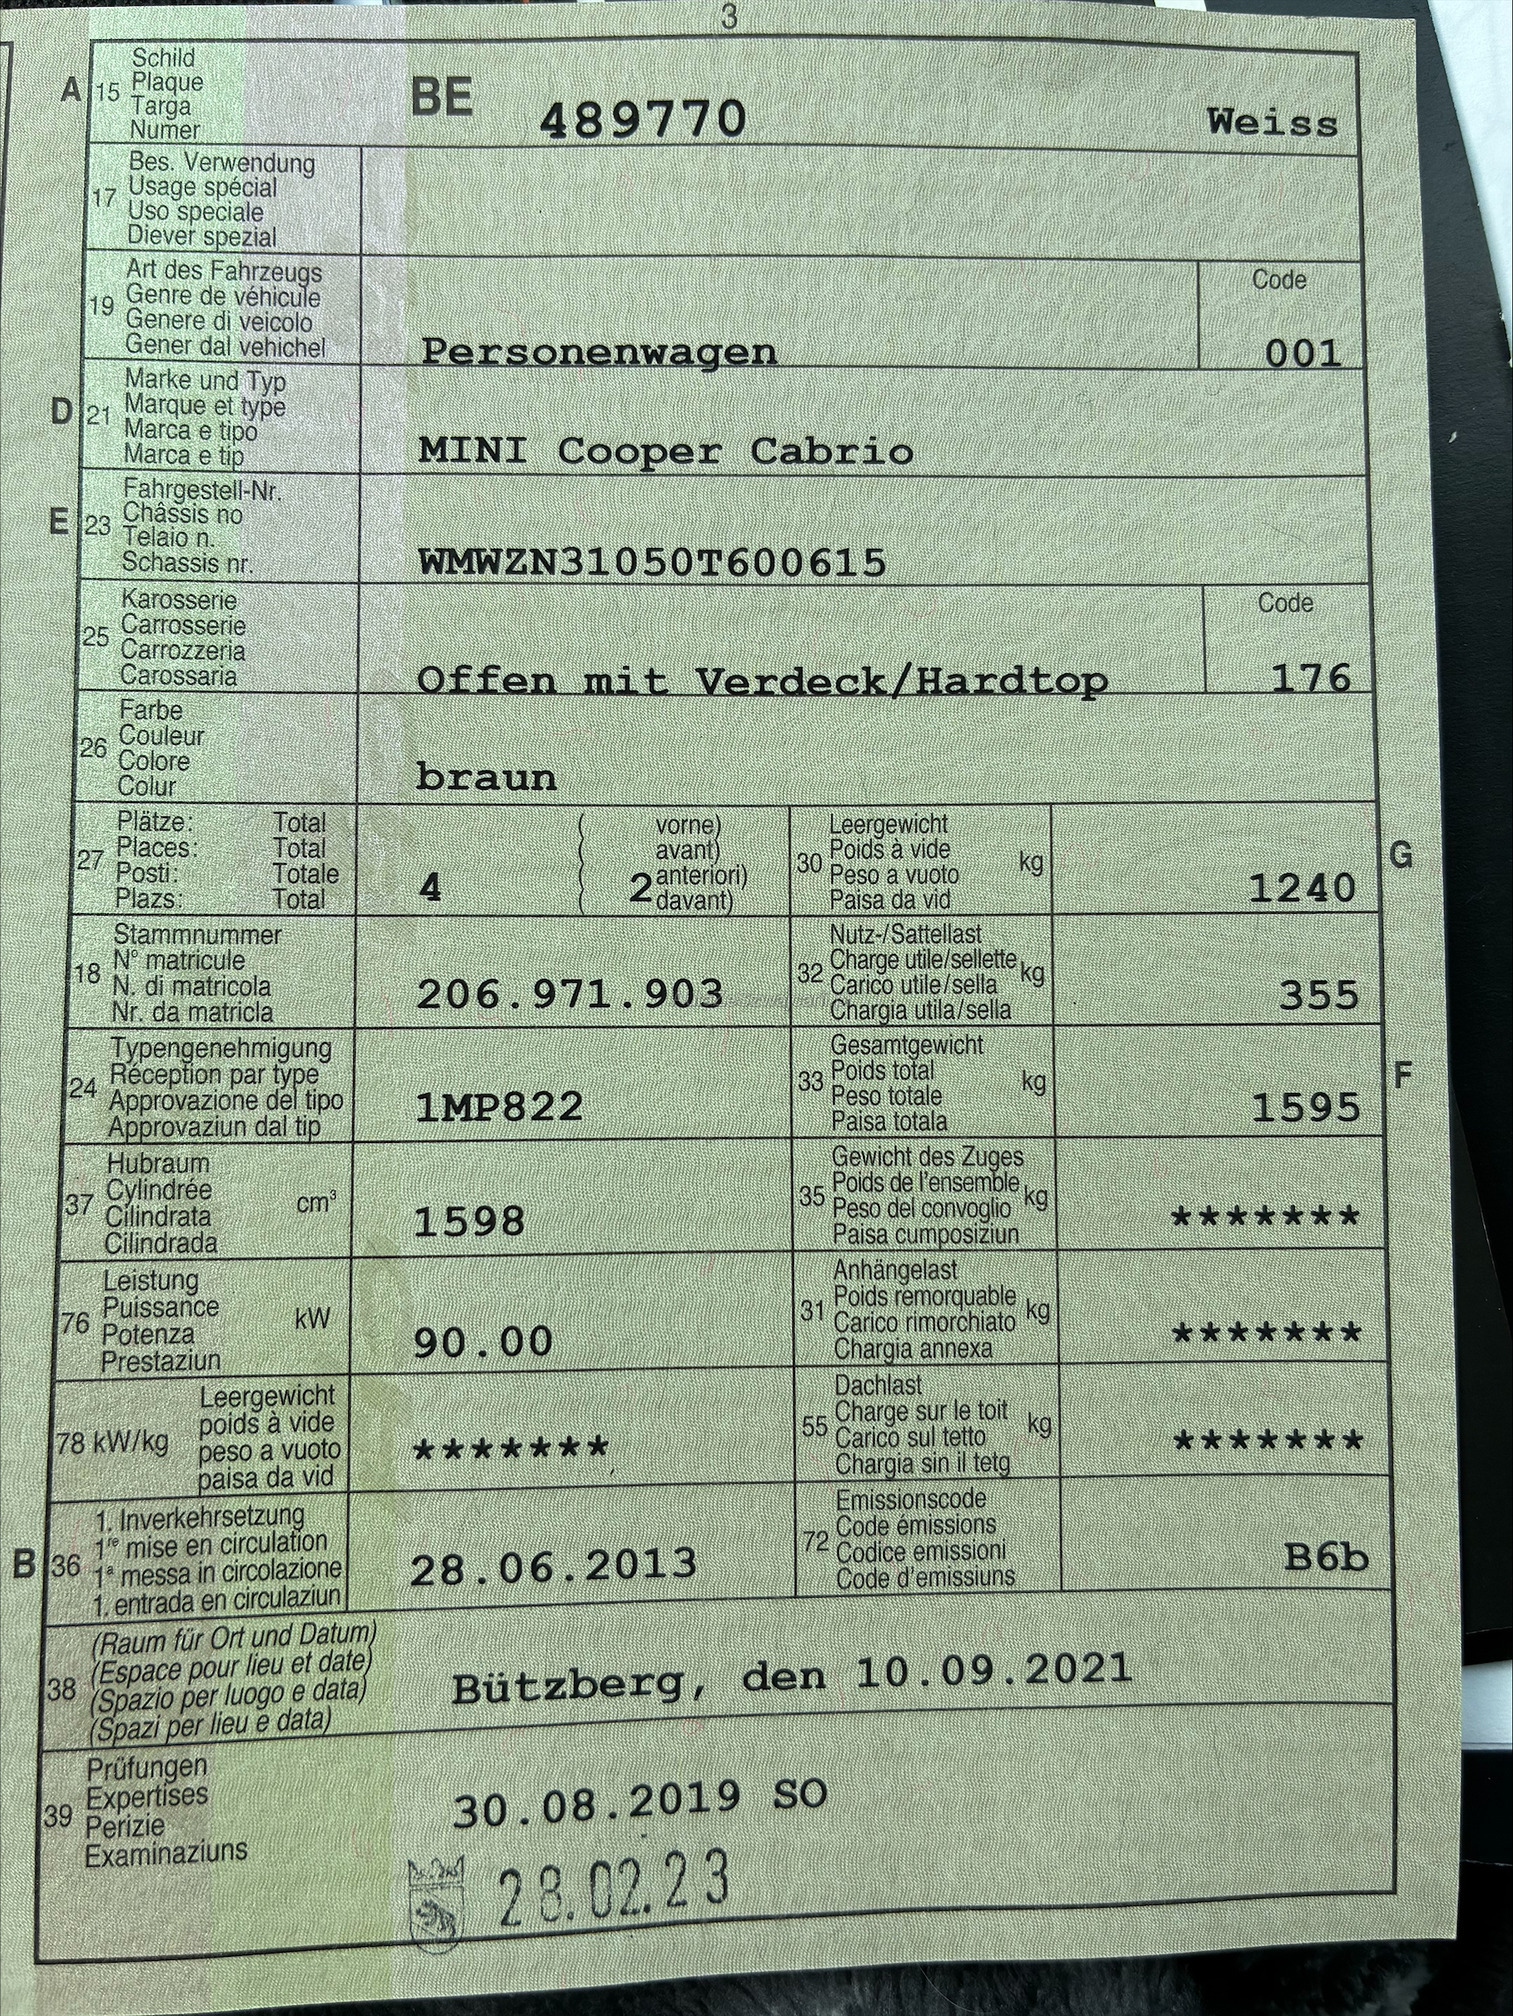 3
A 15 Schild
Plaque
Targa
Numer
BE 489770 Weiss
17 Bes. Verwendung
Usage spécial
Uso speciale
Diever spezial
19 Art des Fahrzeugs
Genre de véhicule
Genere di veicolo
Gener dal vehichel
Personenwagen
Code
001
D 21 Marke und Typ
Marque et type
Marca e tipo
Marca e tip
MINI Cooper Cabrio
E 23 Fahrgestell-Nr.
Châssis no
Telaio n.
Schassis nr.
WMWZN31050T600615
25 Karosserie
Carrosserie
Carrozzeria
Carossaria
Offen mit Verdeck/Hardtop
Code
176
26 Farbe
Couleur
Colore
Colur
braun
27 Plätze: Total
Places: Total
Posti: Totale
Plazs: Total
4
( vorne)
( avant)
( 2 anteriori)
( davant)
30 Leergewicht
Poids à vide
Peso a vuoto
Paisa da vid
kg
1240
G
18 Stammnummer
N° matricule
N. di matricola
Nr. da matricla
206.971.903
32 Nutz-/Sattellast
Charge utile/sellette
Carico utile/sella
Chargia utila/sella
kg
355
24 Typengenehmigung
Réception par type
Approvazione del tipo
Approvaziun dal tip
1MP822
33 Gesamtgewicht
Poids total
Peso totale
Paisa totala
kg
1595
F
37 Hubraum
Cylindrée
Cilindrata
Cilindrada
cm³
1598
35 Gewicht des Zuges
Poids de l'ensemble
Peso del convoglio
Paisa cumposiziun
kg
*******
76 Leistung
Puissance
Potenza
Prestaziun
kW
90.00
31 Anhängelast
Poids remorquable
Carico rimorchiato
Chargia annexa
kg
*******
78 kW/kg
Leergewicht
poids à vide
peso a vuoto
paisa da vid
*******
55 Dachlast
Charge sur le toit
Carico sul tetto
Chargia sin il tetg
kg
*******
B 36 1. Inverkehrsetzung
1re mise en circulation
1a messa in circolazione
1. entrada en circulaziun
28.06.2013
72 Emissionscode
Code émissions
Codice emissioni
Code d'emissiuns
B6b
38 (Raum für Ort und Datum)
(Espace pour lieu et date)
(Spazio per luogo e data)
(Spazi per lieu e data)
Bützberg, den 10.09.2021
39 Prüfungen
Expertises
Perizie
Examinaziuns
30.08.2019 SO
28.02.23